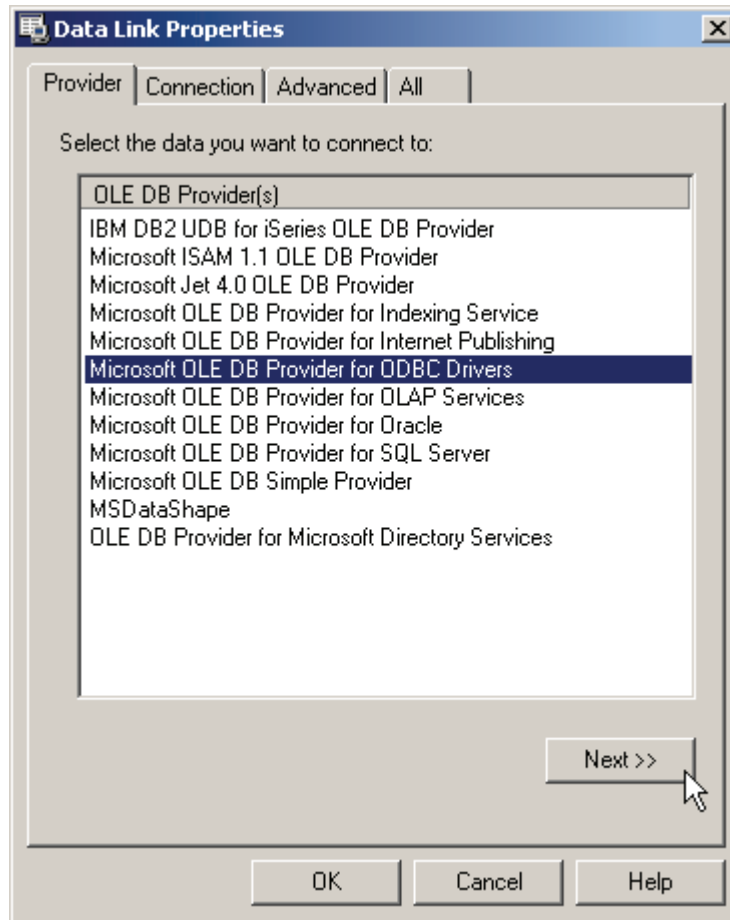 Data Link Properties
Provider Connection Advanced All
Select the data you want to connect to:
OLE DB Provider(s)
IBM DB2 UDB for iSeries OLE DB Provider
Microsoft ISAM 1.1 OLE DB Provider
Microsoft Jet 4.0 OLE DB Provider
Microsoft OLE DB Provider for Indexing Service
Microsoft OLE DB Provider for Internet Publishing
Microsoft OLE DB Provider for ODBC Drivers
Microsoft OLE DB Provider for OLAP Services
Microsoft OLE DB Provider for Oracle
Microsoft OLE DB Provider for SQL Server
Microsoft OLE DB Simple Provider
MSDataShape
OLE DB Provider for Microsoft Directory Services
Next >>
OK Cancel Help